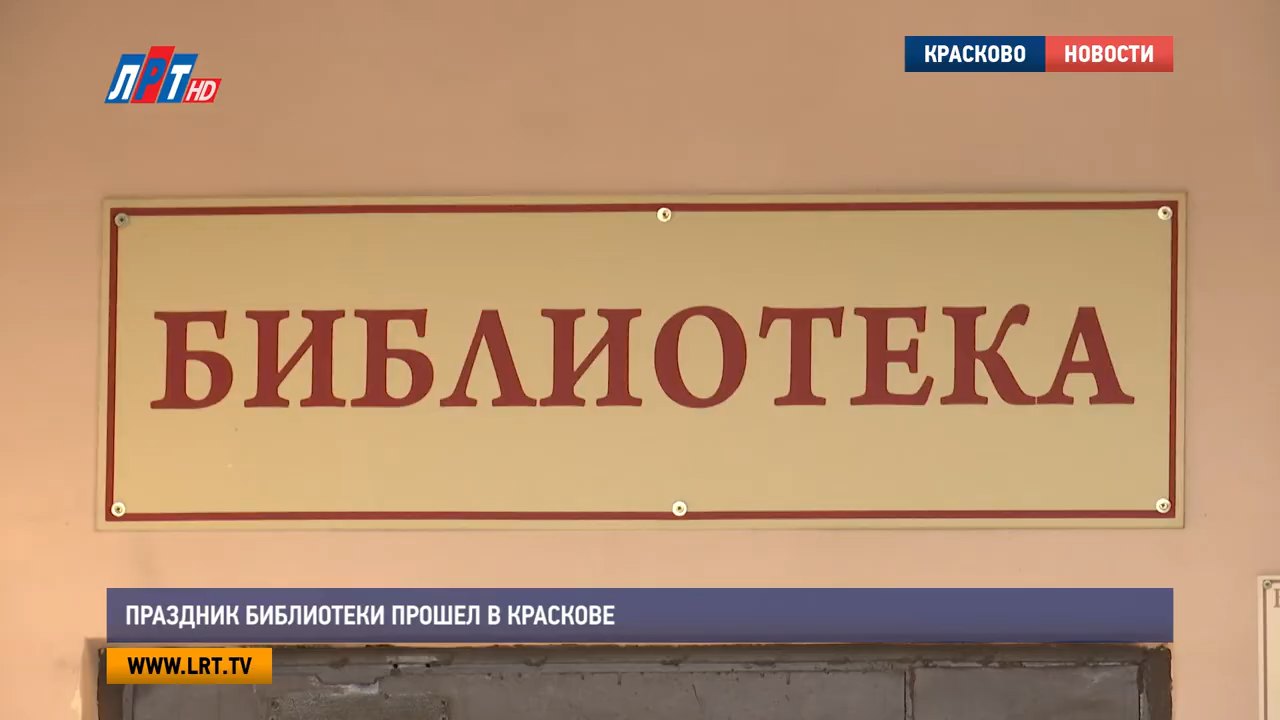 ЛРТ HD
КРАСКОВО НОВОСТИ
БИБЛИОТЕКА
ПРАЗДНИК БИБЛИОТЕКИ ПРОШЕЛ В КРАСКОВЕ
WWW.LRT.TV